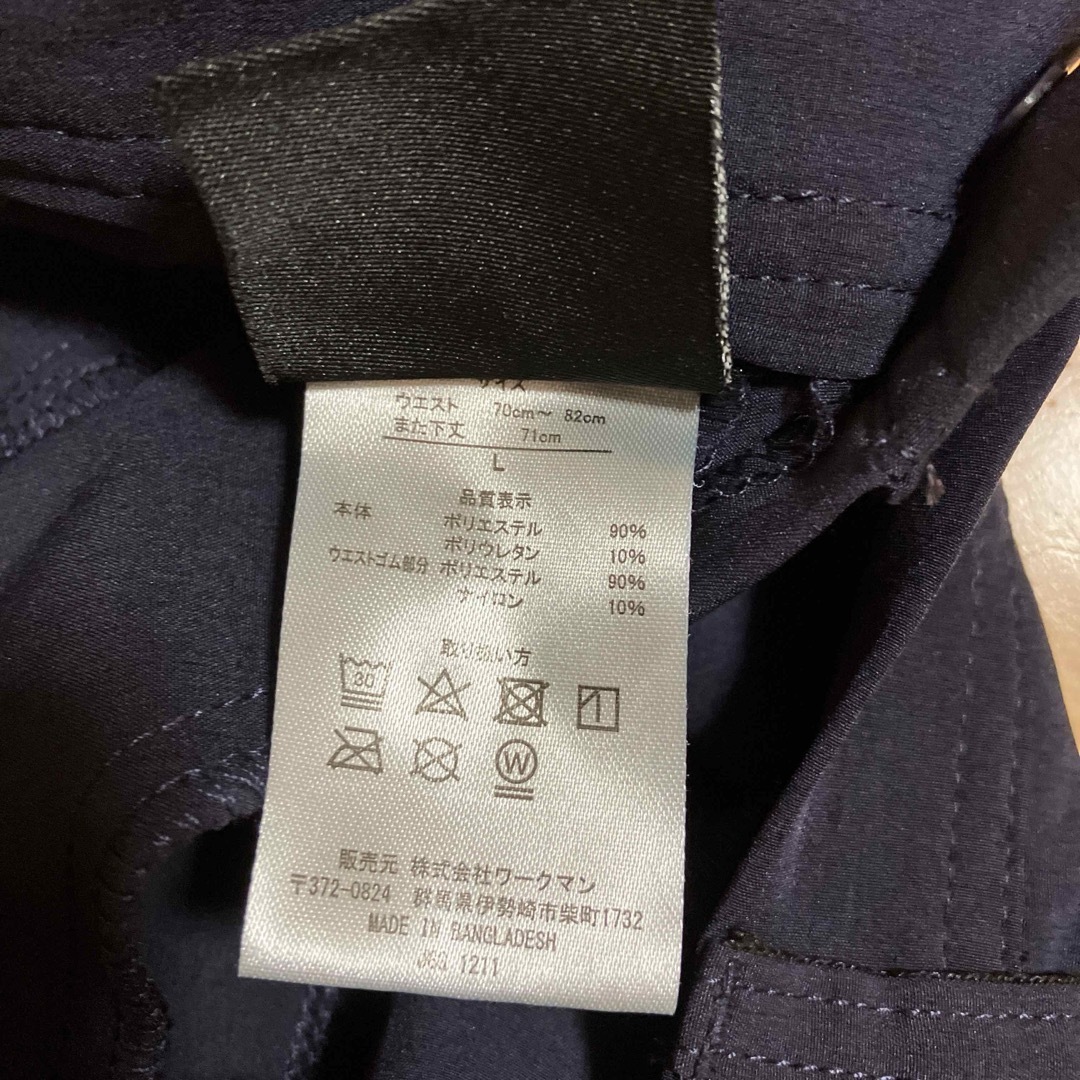 サイズ
ウエスト 70cm～ 82cm
また下丈 71cm
L
品質表示
本体 ポリエステル 90%
ポリウレタン 10%
ウエストゴム部分 ポリエステル 90%
ナイロン 10%
取り扱い方
30
W
販売元 株式会社ワークマン
〒372-0824 群馬県伊勢崎市柴町1732
MADE IN BANGLADESH
1211